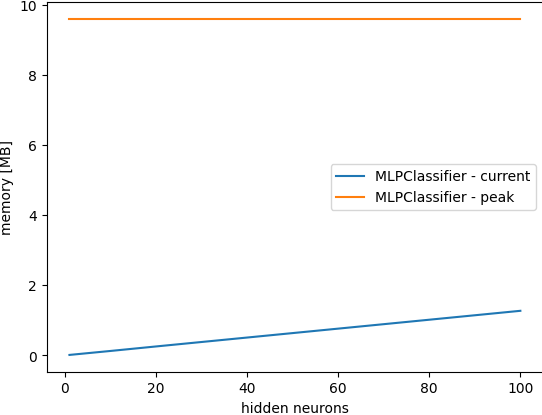 10
8
6
4
2
0
memory [MB]
MLPClassifier - current
MLPClassifier - peak
0 20 40 60 80 100
hidden neurons